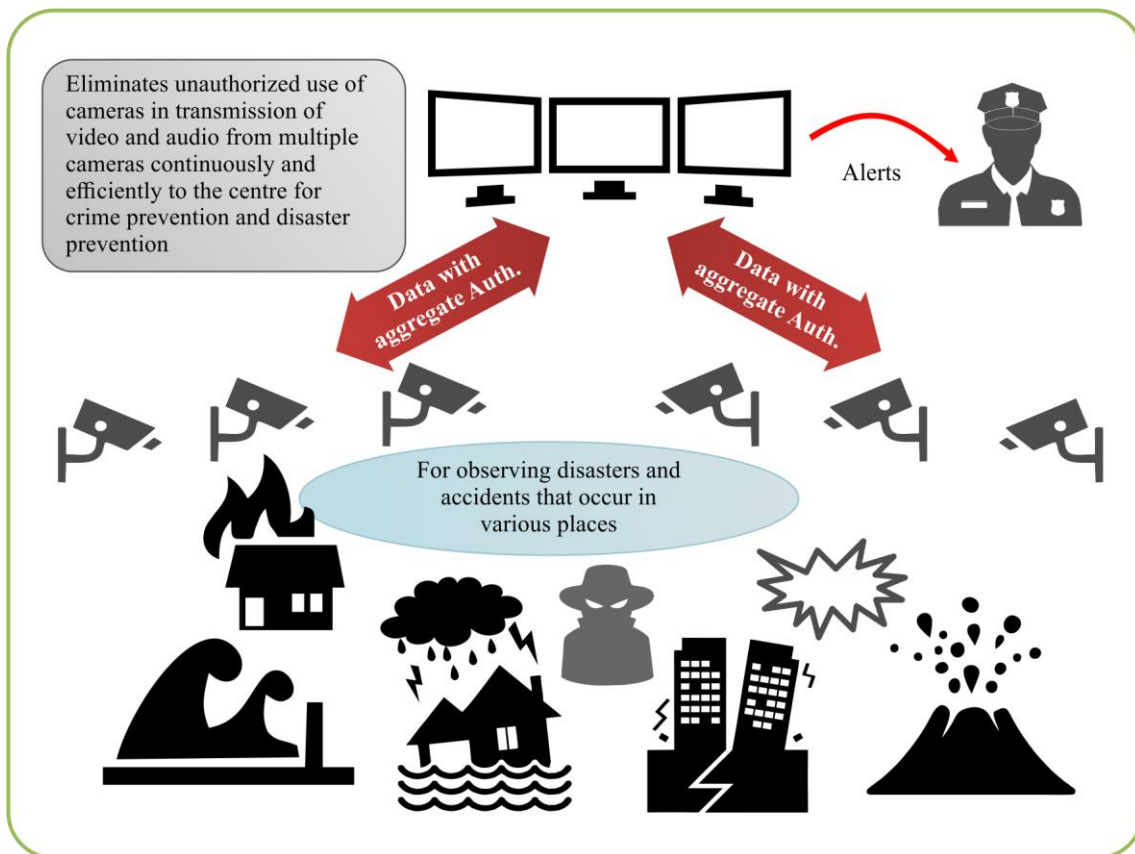 Eliminates unauthorized use of
cameras in transmission of
video and audio from multiple
cameras continuously and
efficiently to the centre for
crime prevention and disaster
prevention
Alerts
Data with
aggregate Auth.
Data with
aggregate Auth.
For observing disasters and
accidents that occur in
various places